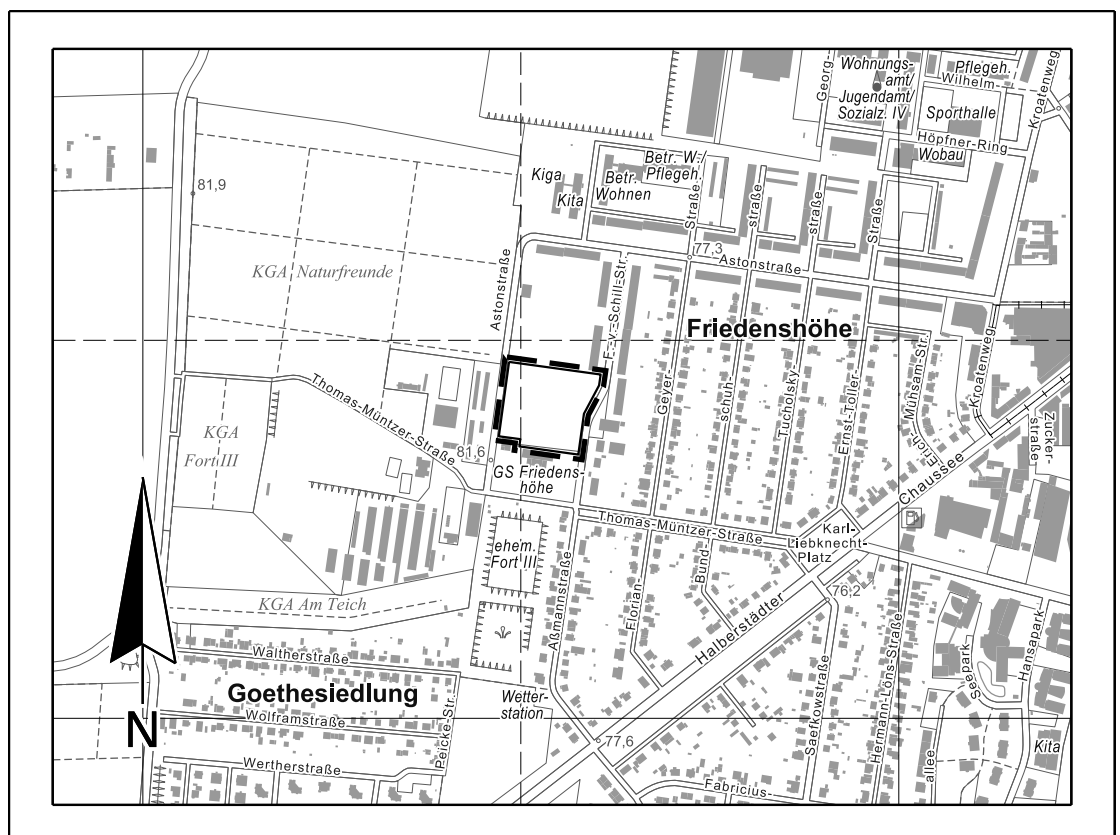 Wohnungs-
amt/
Jugendamt/
Sozialz. IV
Georg-
Pflegeh.
Wilhelm-
Sporthalle
Höpfner-Ring
Wobau
Kroatenweg
81,9
Kiga
Kita
Betr. W./
Pflegeh.
Betr.
Wohnen
Straße
straße
straße
Straße
77,3
Astonstraße
KGA Naturfreunde
Astonstraße
F.-v.-Schill-Str.
Friedenshöhe
Geyer-
schuh-
Tucholsky-
Ernst-Toller-
Erich-Mühsam-Str.
Kroatenweg
Zucker-
straße
Thomas-Müntzer-Straße
KGA
Fort III
81,6
GS Friedens-
höhe
Chaussee
Thomas-Müntzer-Straße
Karl-
Liebknecht-
Platz
ehem.
Fort III
Aßmannstraße
Florian-
Bund-
Halberstädter
76,2
KGA Am Teich
Waltherstraße
Goethesiedlung
Wolframstraße
Wertherstraße
Peicke-Str.
Wetter-
station
77,6
Saefkowstraße
Hermann-Löns-Straße
Seepark
Hansapark
Kita
allee
Fabricius-
N